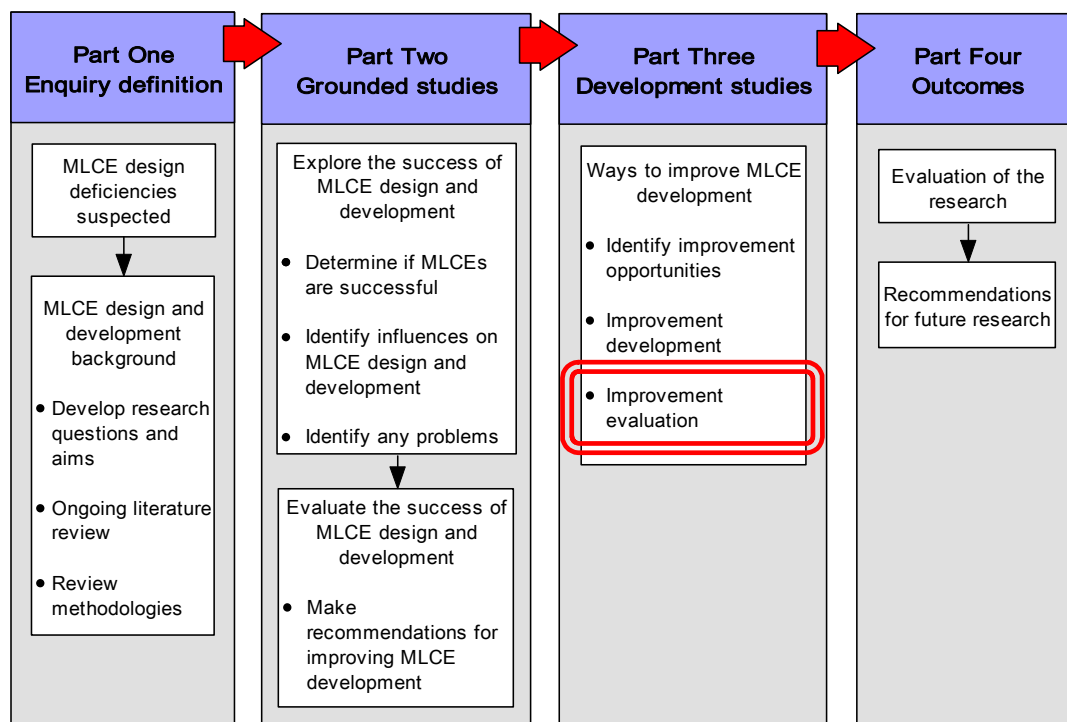 Part One
Enquiry definition
MLCE design
deficiencies
suspected
MLCE design and
development
background
• Develop research
questions and
aims
• Ongoing literature
review
• Review
methodologies
Part Two
Grounded studies
Explore the success of
MLCE design and
development
• Determine if MLCEs
are successful
• Identify influences on
MLCE design and
development
• Identify any problems
Evaluate the success of
MLCE design and
development
• Make
recommendations for
improving MLCE
development
Part Three
Development studies
Ways to improve MLCE
development
• Identify improvement
opportunities
• Improvement
development
• Improvement
evaluation
Part Four
Outcomes
Evaluation of the
research
Recommendations
for future research